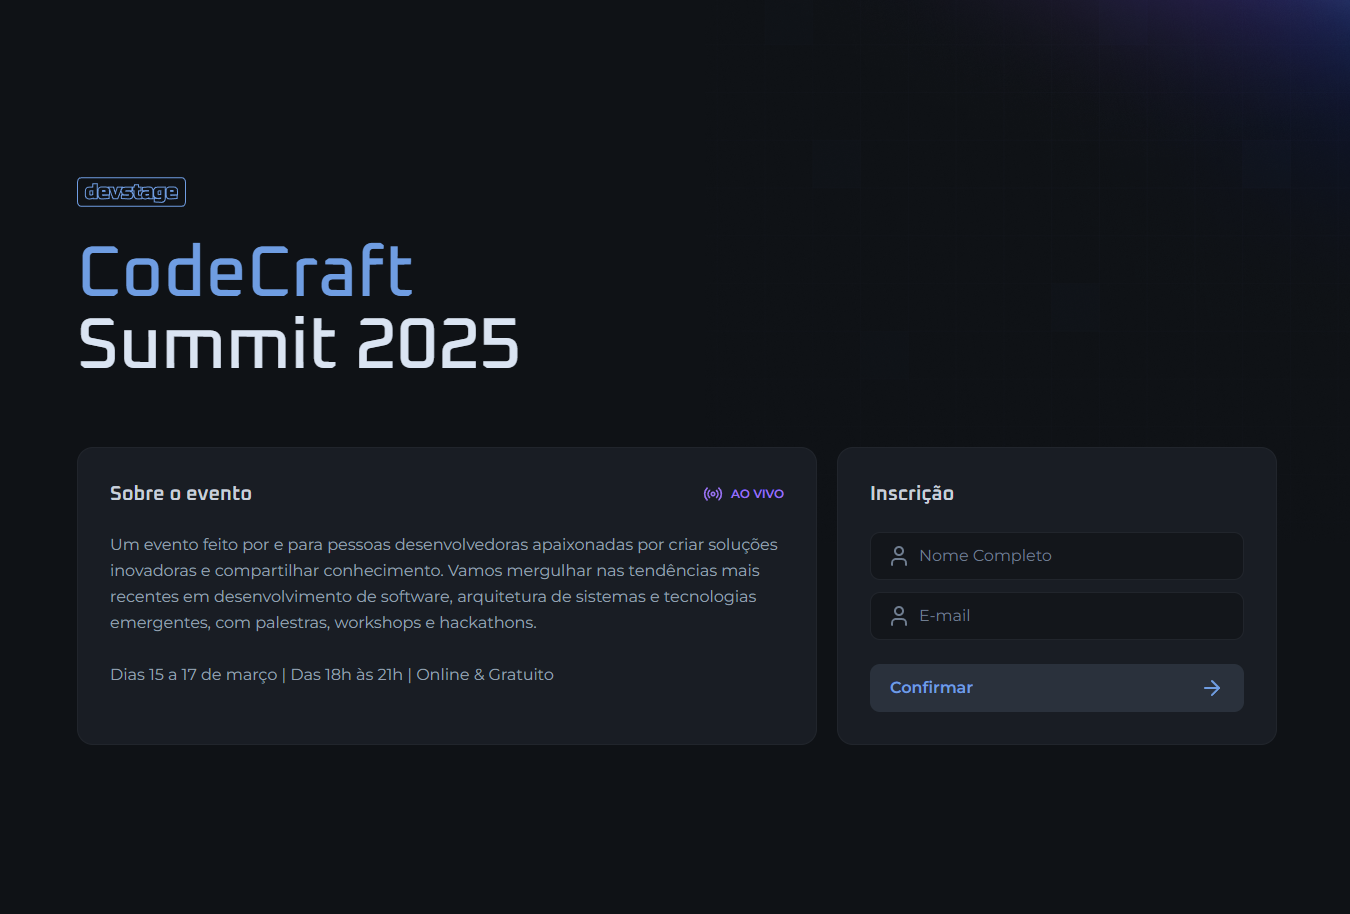 devstage
CodeCraft
Summit 2025
Sobre o evento
AO VIVO
Um evento feito por e para pessoas desenvolvedoras apaixonadas por criar soluções
inovadoras e compartilhar conhecimento. Vamos mergulhar nas tendências mais
recentes em desenvolvimento de software, arquitetura de sistemas e tecnologias
emergentes, com palestras, workshops e hackathons.
Dias 15 a 17 de março | Das 18h às 21h | Online & Gratuito
Inscrição
Nome Completo
E-mail
Confirmar